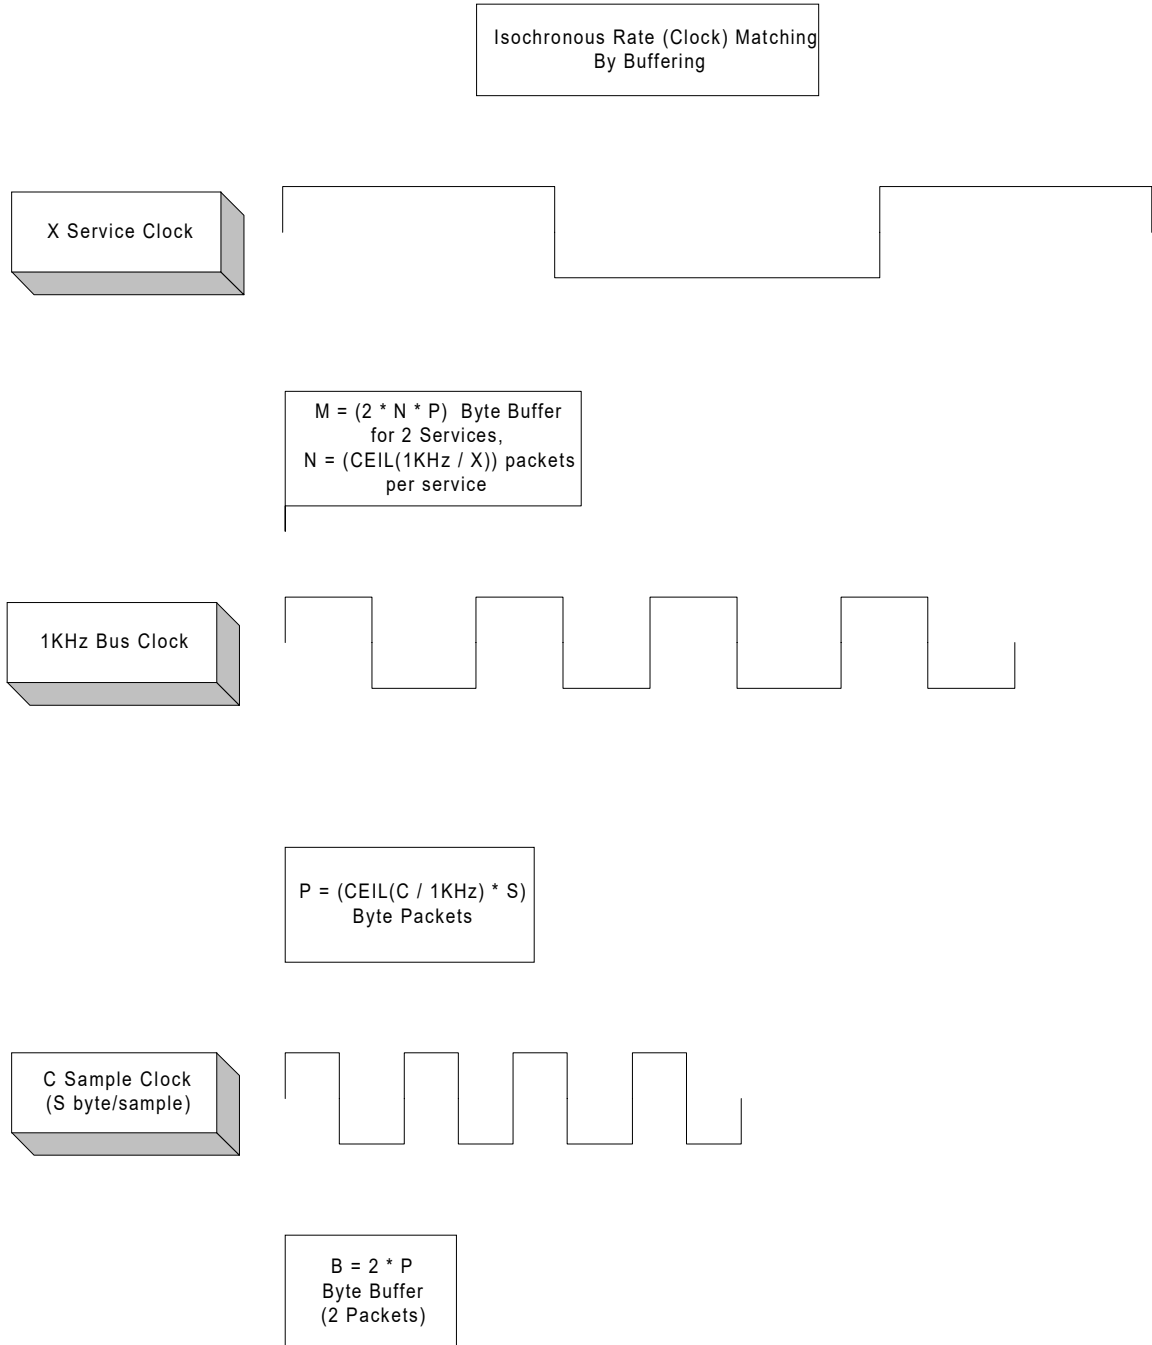 Isochronous Rate (Clock) Matching
By Buffering
X Service Clock
M = (2 * N * P) Byte Buffer
for 2 Services,
N = (CEIL(1KHz / X)) packets
per service
1KHz Bus Clock
P = (CEIL(C / 1KHz) * S)
Byte Packets
C Sample Clock
(S byte/sample)
B = 2 * P
Byte Buffer
(2 Packets)